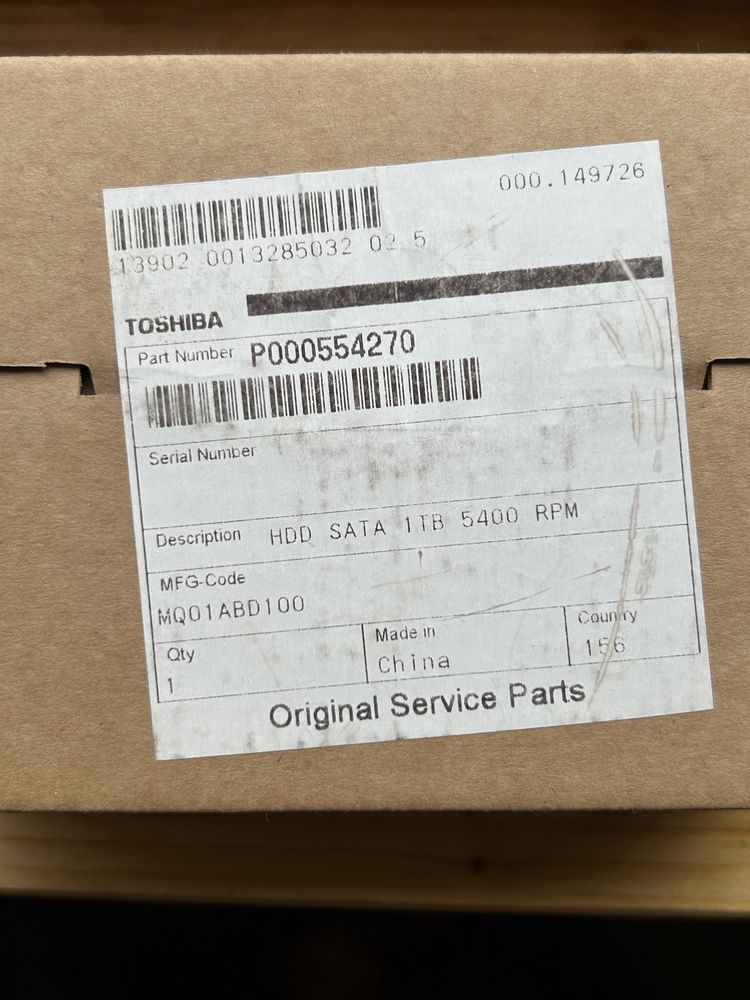 000.149726
13902 0013285032 02 5
TOSHIBA
Part Number P000554270
Serial Number
Description HDD SATA 1TB 5400 RPM
MFG-Code
MQ01ABD100
Qty
1
Made in
China
Country
156
Original Service Parts